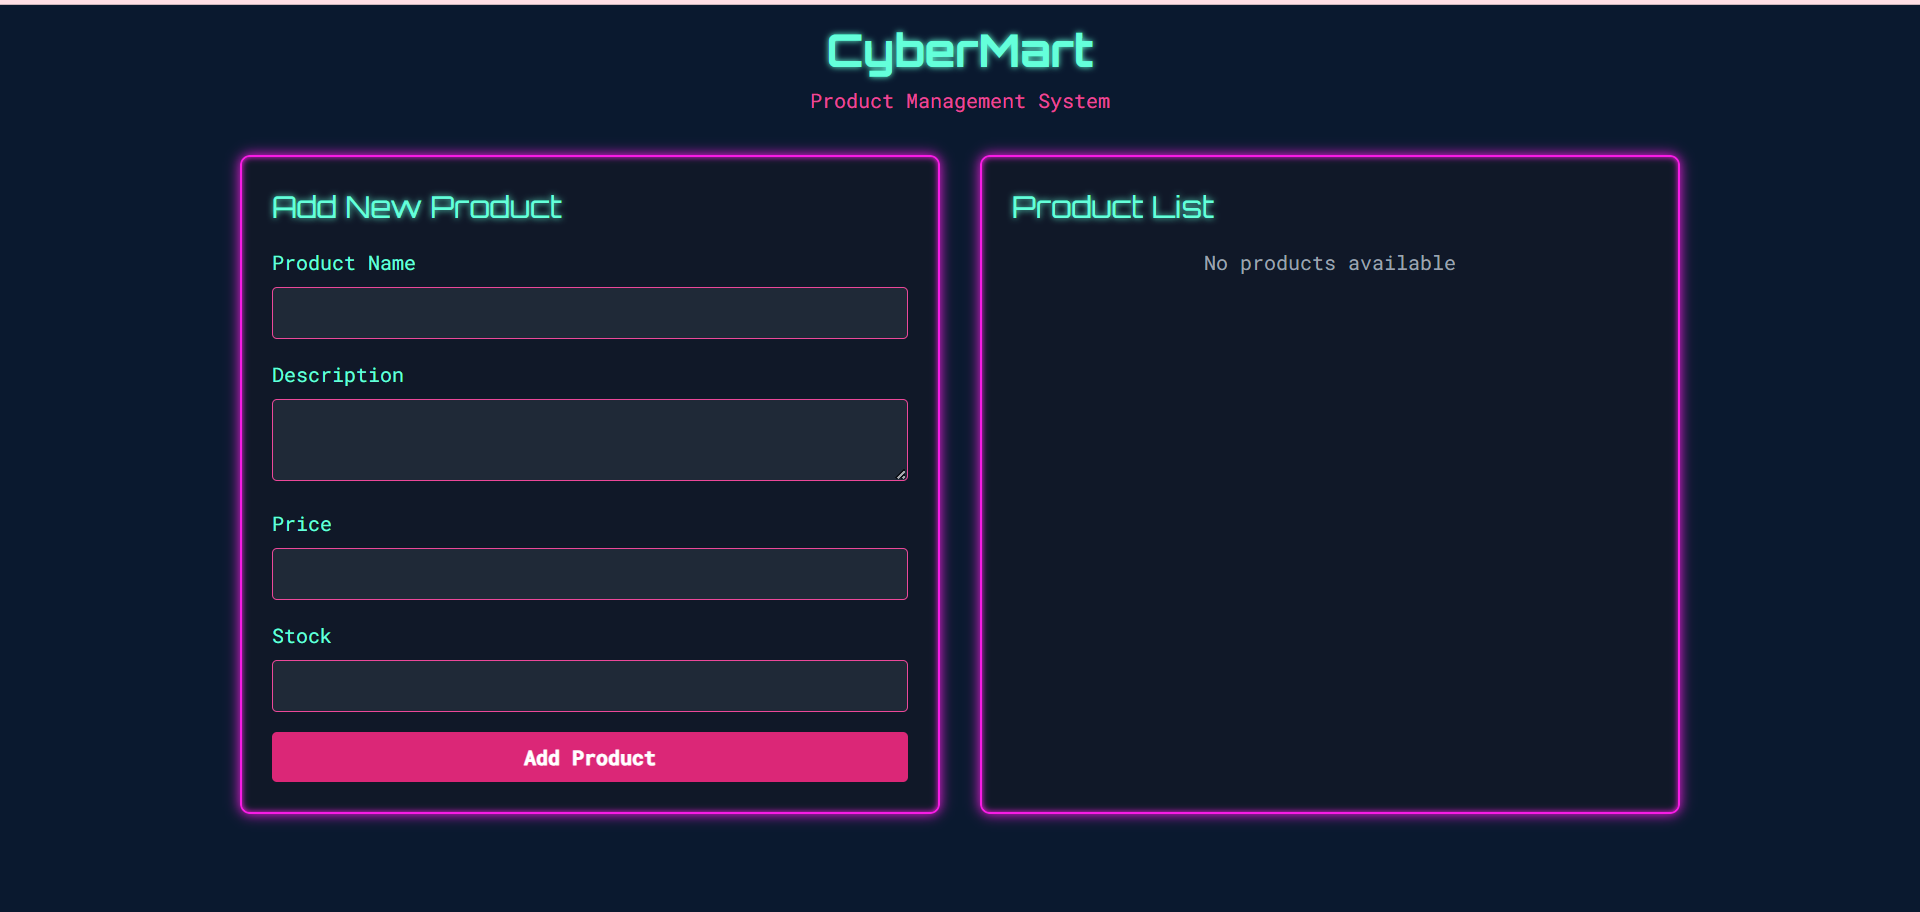 CyberMart
Product Management System
Add New Product
Product Name
Description
Price
Stock
Add Product
Product List
No products available